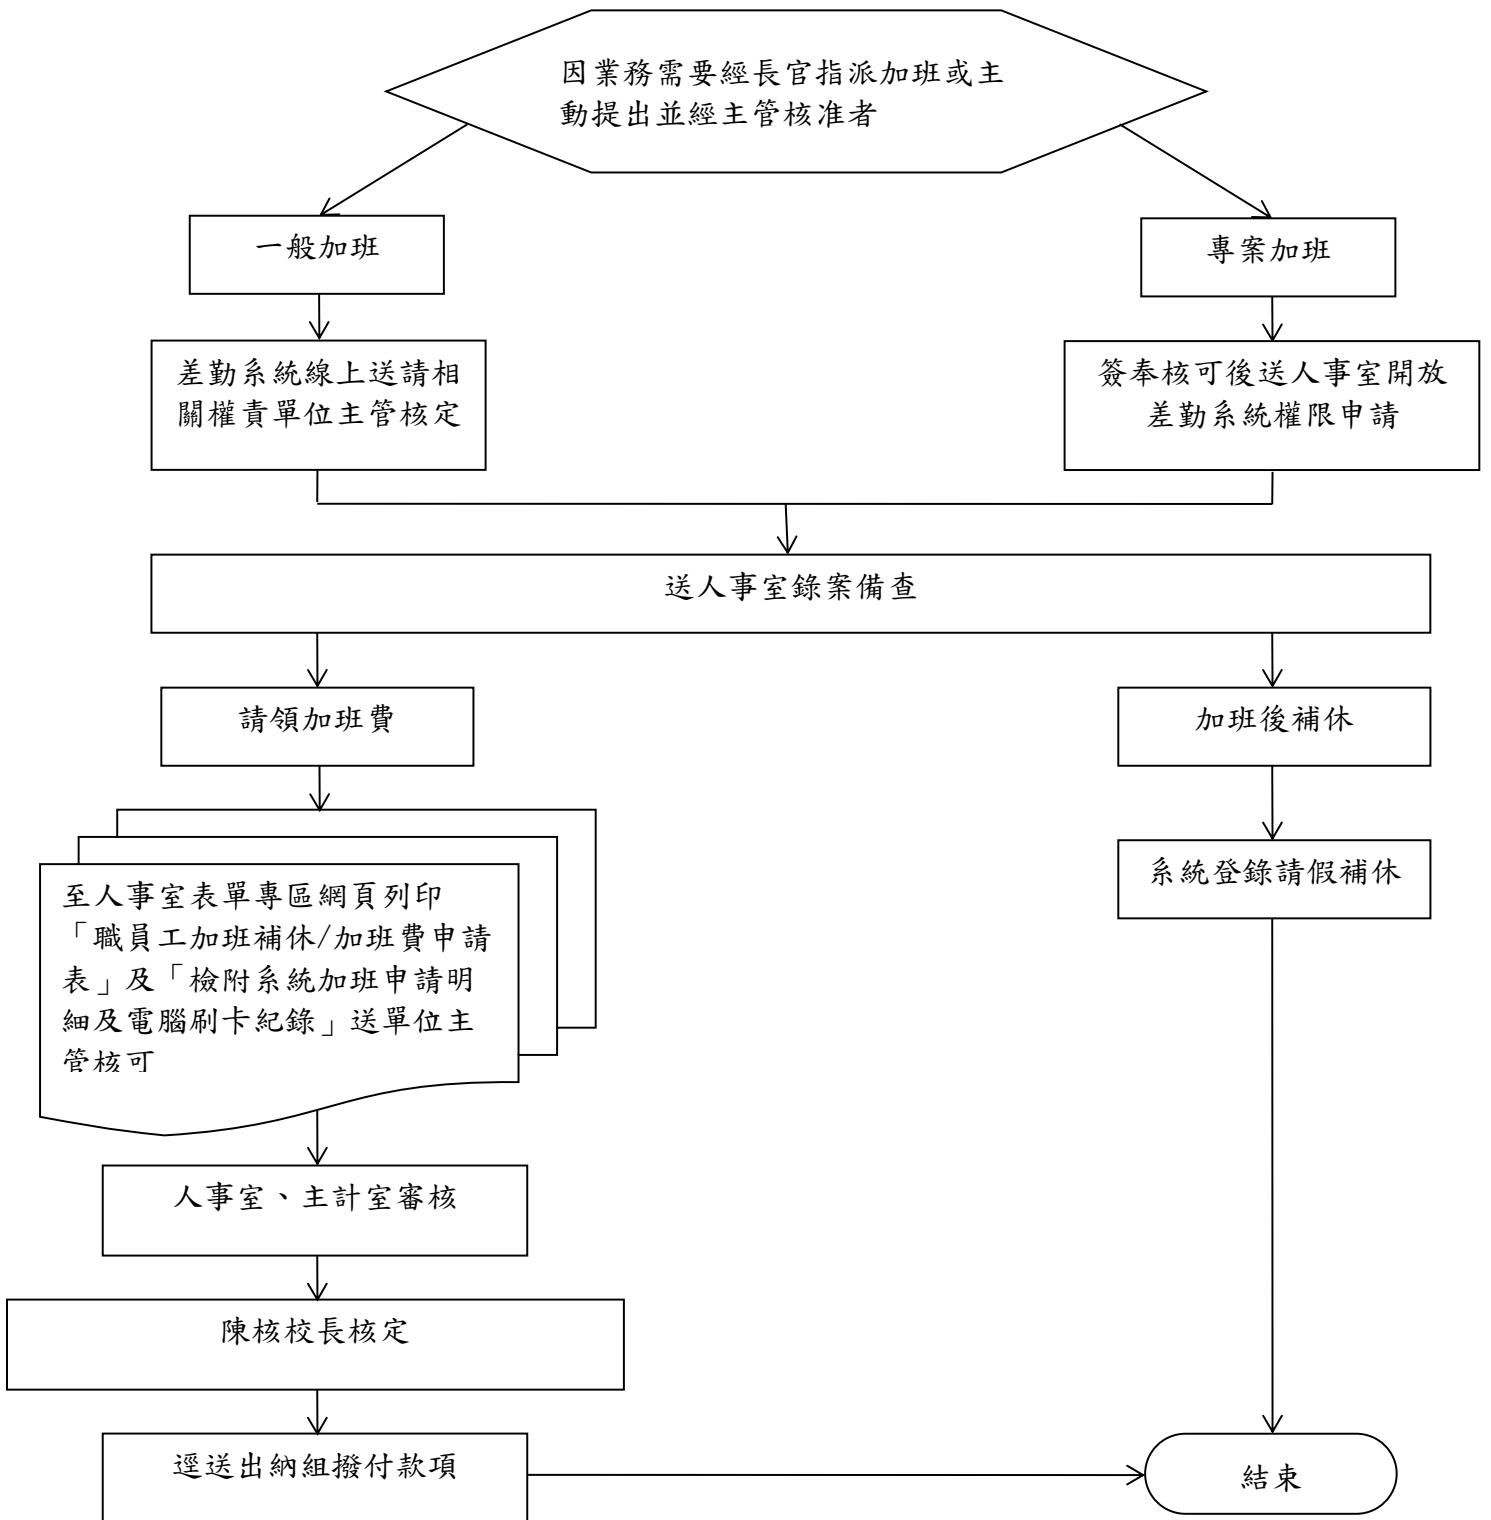 因業務需要經長官指派加班或主
動提出並經主管核准者
一般加班
專案加班
差勤系統線上送請相
關權責單位主管核定
簽奉核可後送人事室開放
差勤系統權限申請
送人事室錄案備查
請領加班費
加班後補休
系統登錄請假補休
至人事室表單專區網頁列印
「職員工加班補休/加班費申請
表」及「檢附系統加班申請明
細及電腦刷卡紀錄」送單位主
管核可
人事室、主計室審核
陳核校長核定
逕送出納組撥付款項
結束